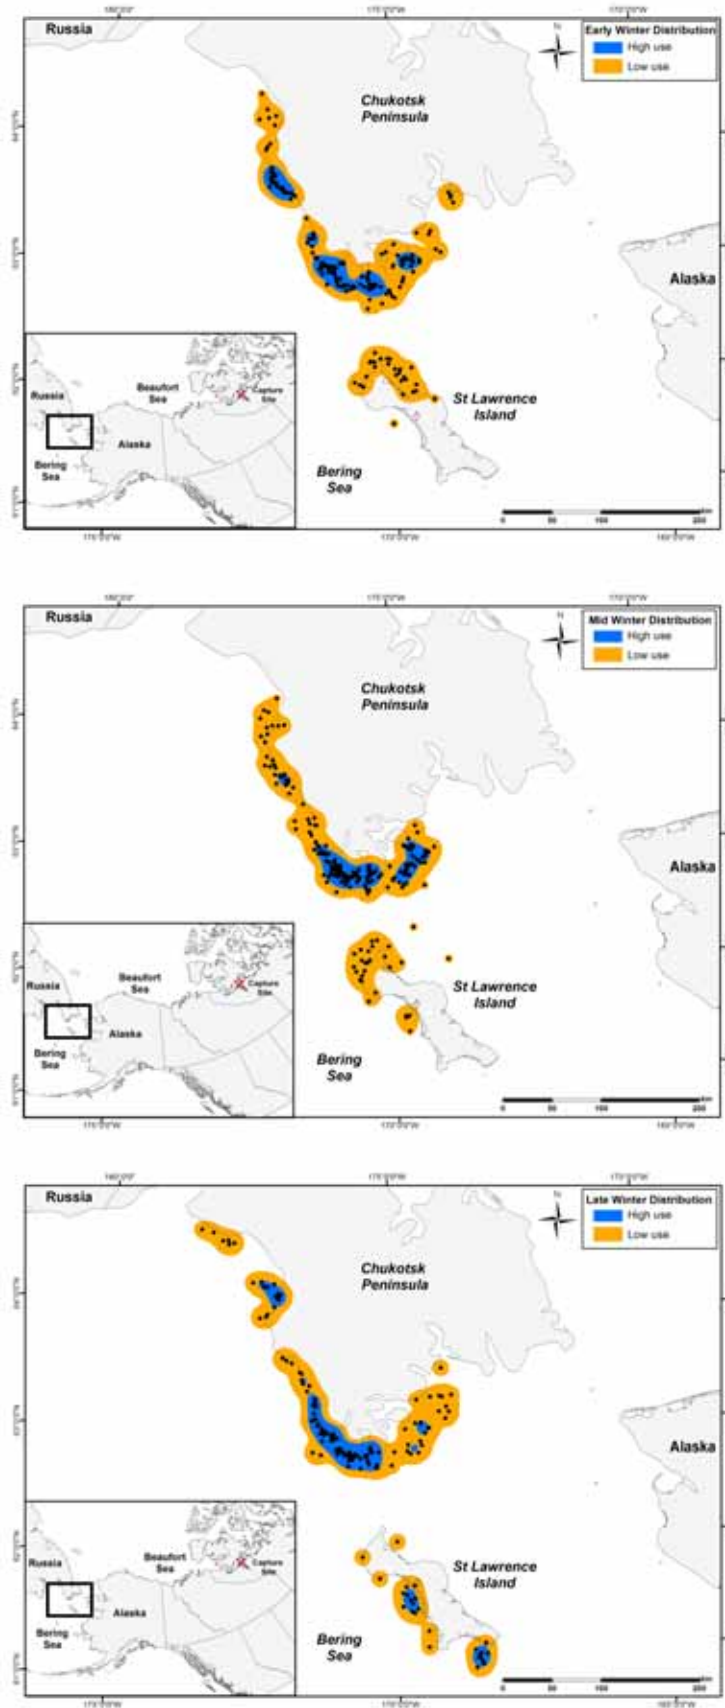 Russia
Early Winter Distribution
High use
Low use
N
Chukotsk
Peninsula
Alaska
St Lawrence
Island
Bering
Sea
Russia
Beaufort
Sea
Capture
Site
Alaska
Bering
Sea
Russia
Mid Winter Distribution
High use
Low use
N
Chukotsk
Peninsula
Alaska
St Lawrence
Island
Bering
Sea
Russia
Beaufort
Sea
Capture
Site
Alaska
Bering
Sea
Russia
Late Winter Distribution
High use
Low use
N
Chukotsk
Peninsula
Alaska
St Lawrence
Island
Bering
Sea
Russia
Beaufort
Sea
Capture
Site
Alaska
Bering
Sea